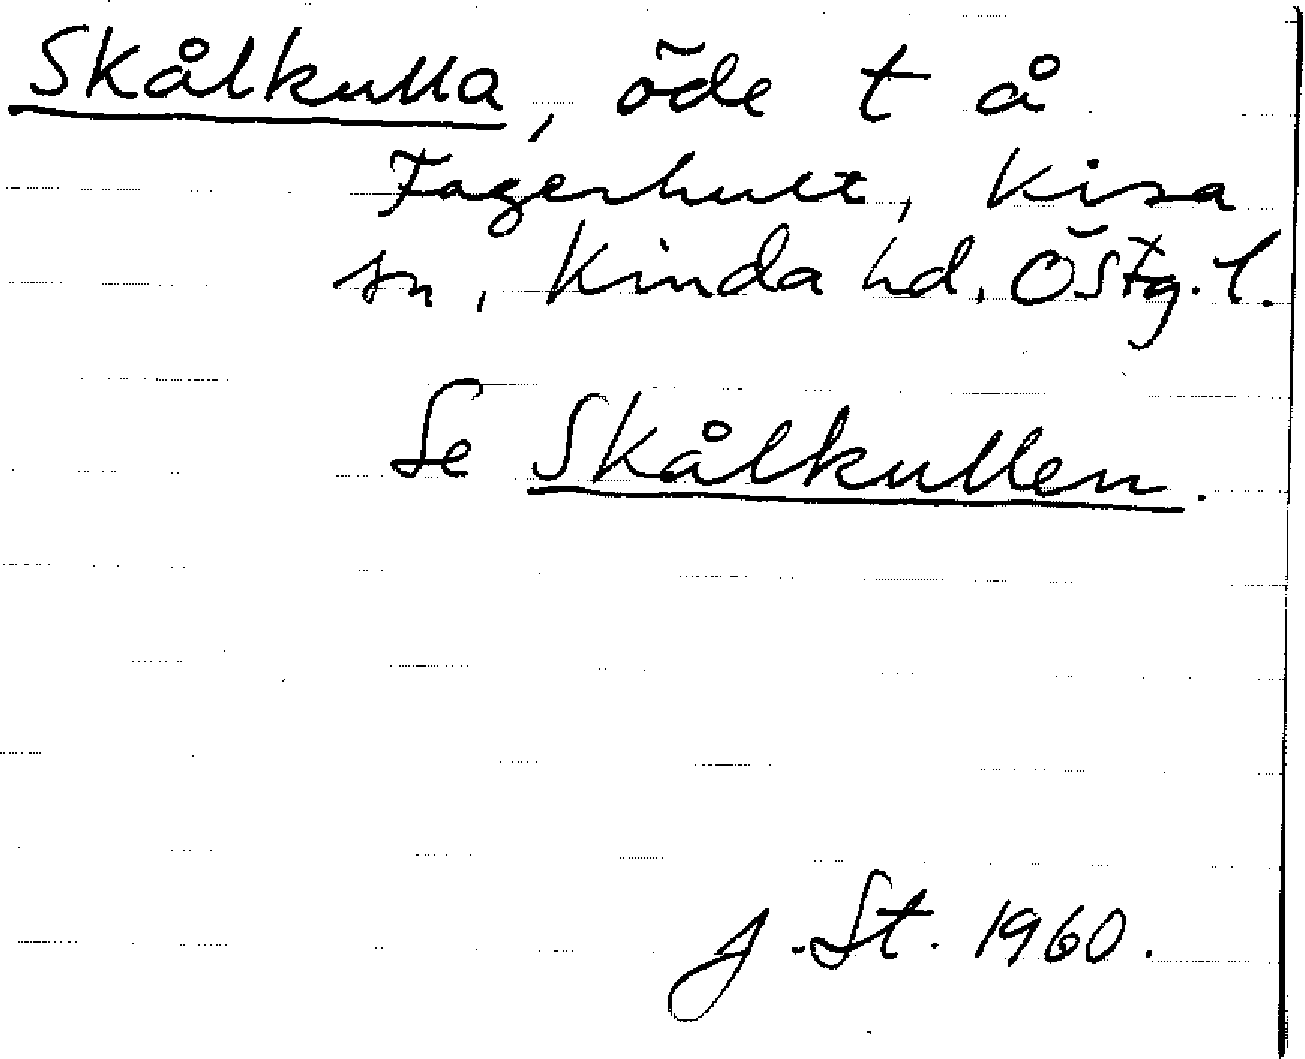 Skålkulla, öde t å
Fagerhult, Kisa
sn, Kinda hd, Östg. l.
Se Skålkullen.
J. St. 1960.